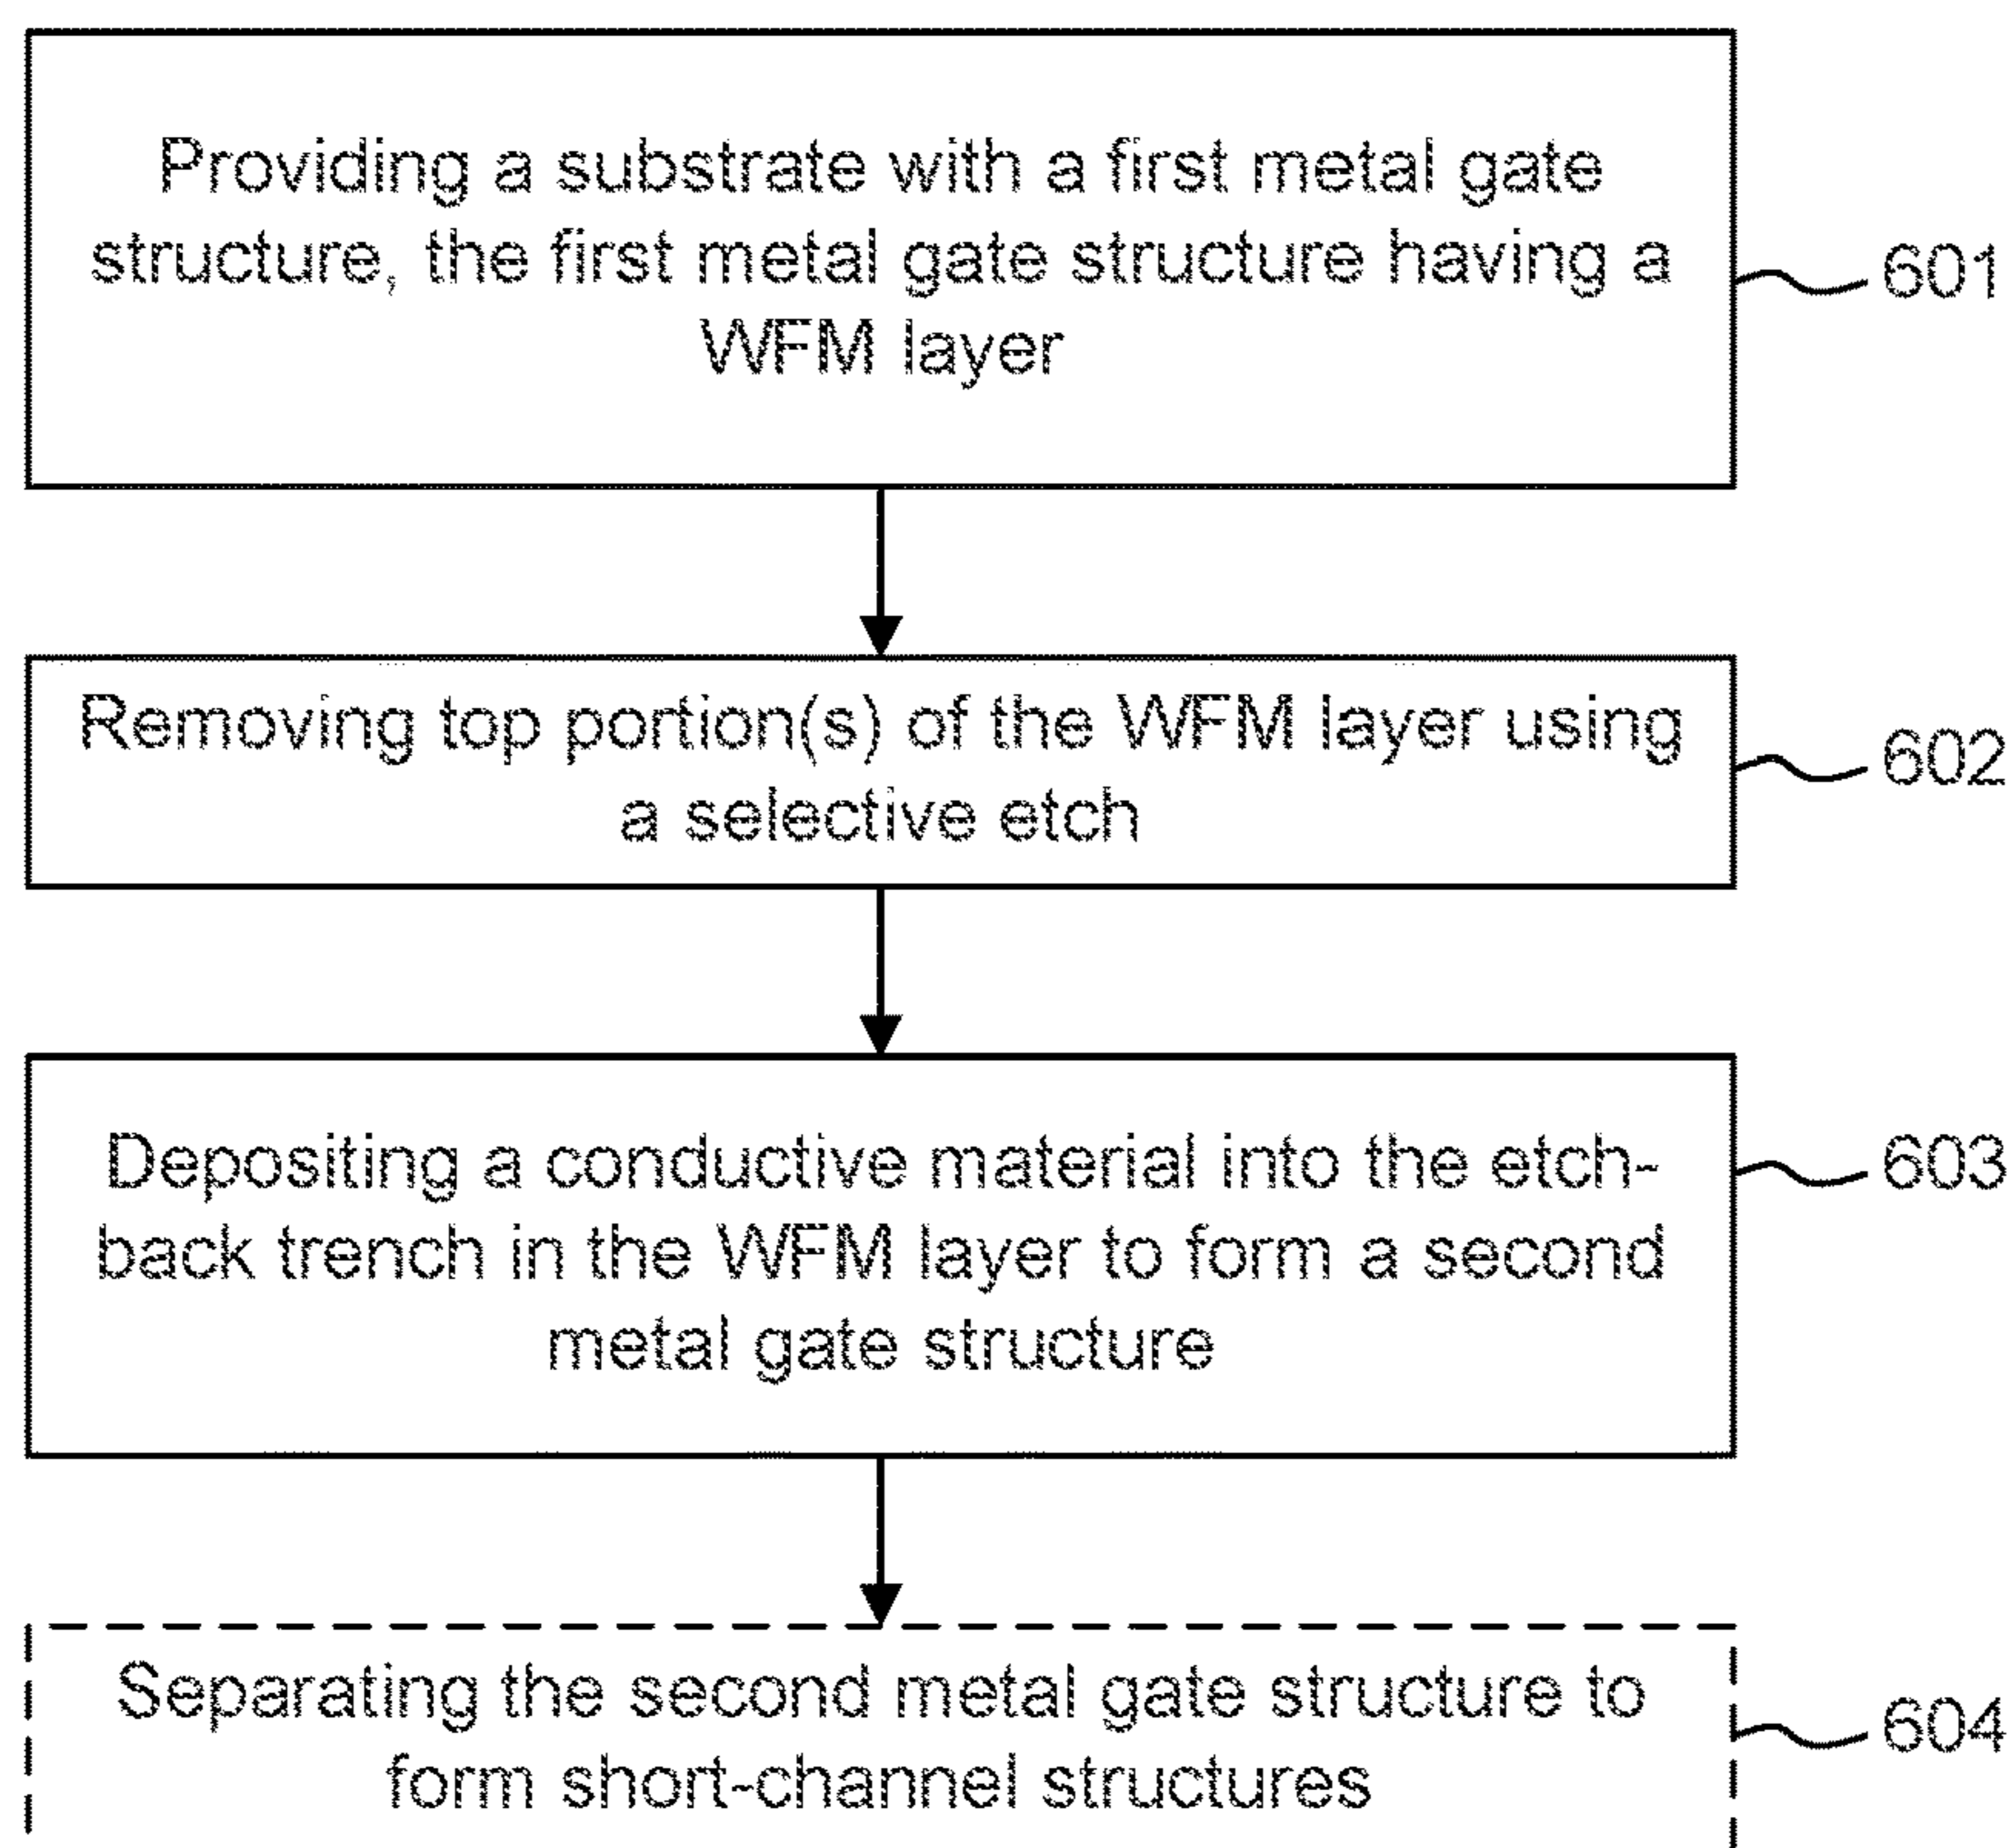 Providing a substrate with a first metal gate
structure, the first metal gate structure having a
WFM layer
601
Removing top portion(s) of the WFM layer using
a selective etch
602
Depositing a conductive material into the etch-
back trench in the WFM layer to form a second
metal gate structure
603
Separating the second metal gate structure to
form short-channel structures
604